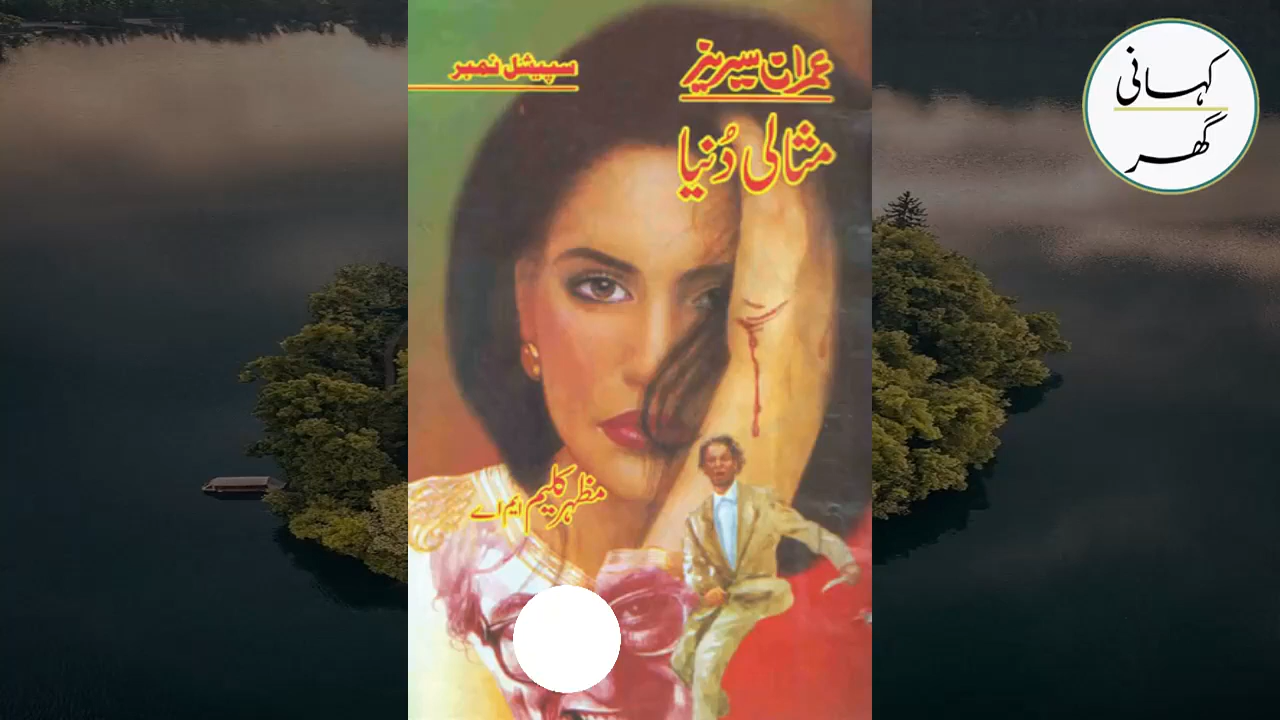 عمران سیریز
سپیشل نمبر
مثالی دُنیا
مظہر کلیم ایم اے
کہانی
گھر